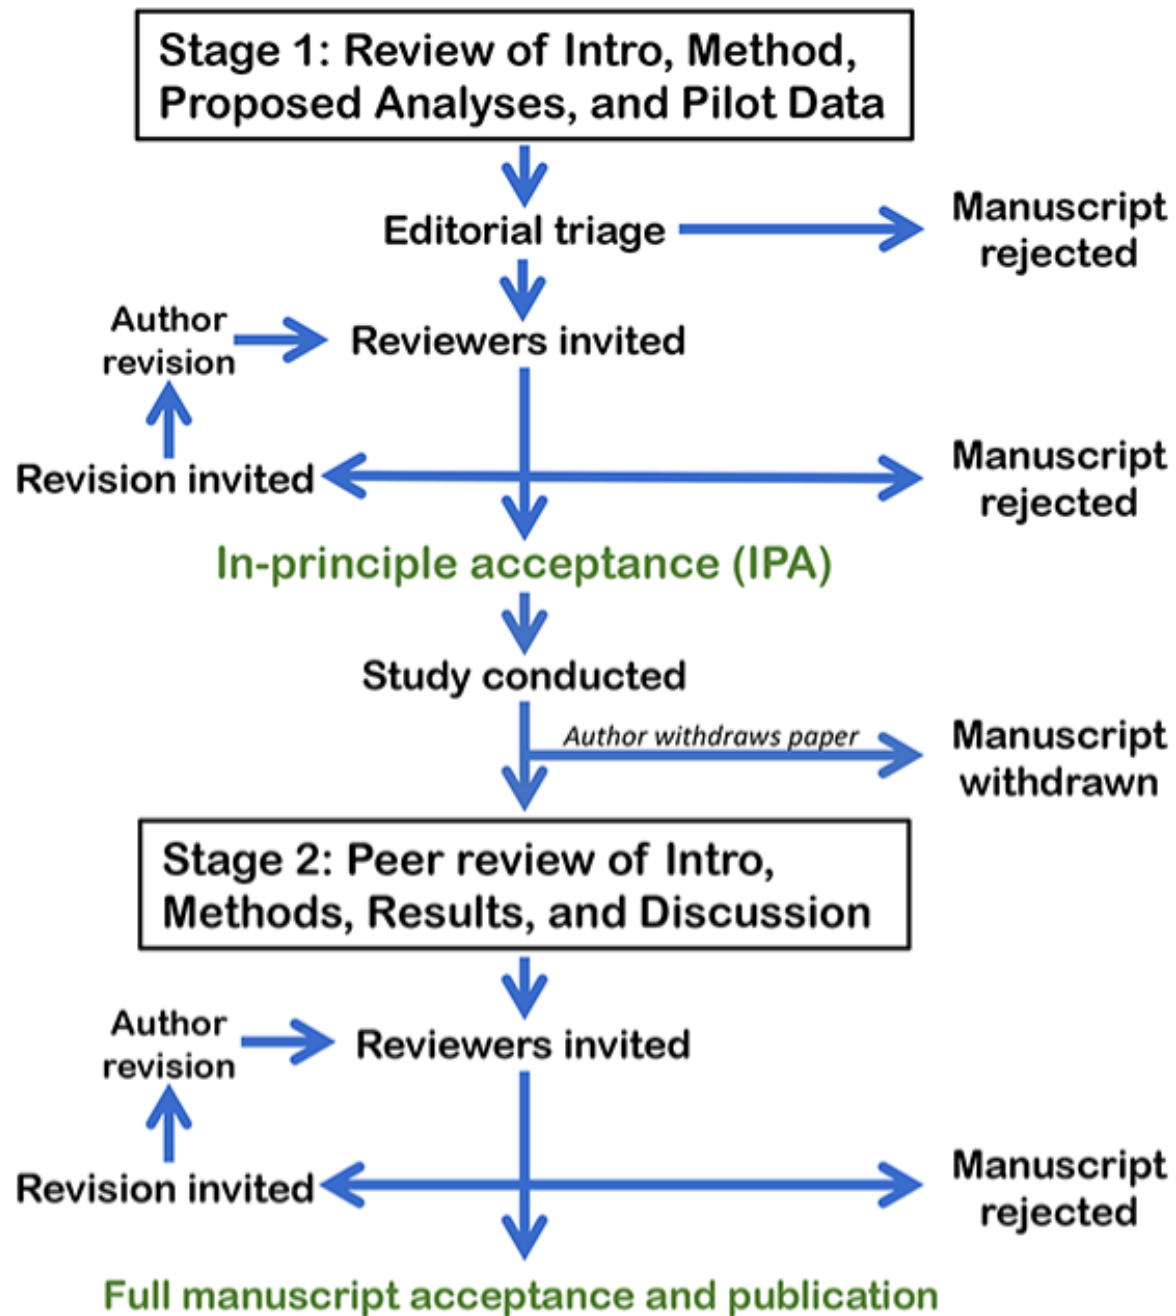 Stage 1: Review of Intro, Method,
Proposed Analyses, and Pilot Data
Editorial triage
Manuscript
rejected
Author
revision
Reviewers invited
Revision invited
Manuscript
rejected
In-principle acceptance (IPA)
Study conducted
Author withdraws paper
Manuscript
withdrawn
Stage 2: Peer review of Intro,
Methods, Results, and Discussion
Author
revision
Reviewers invited
Revision invited
Manuscript
rejected
Full manuscript acceptance and publication